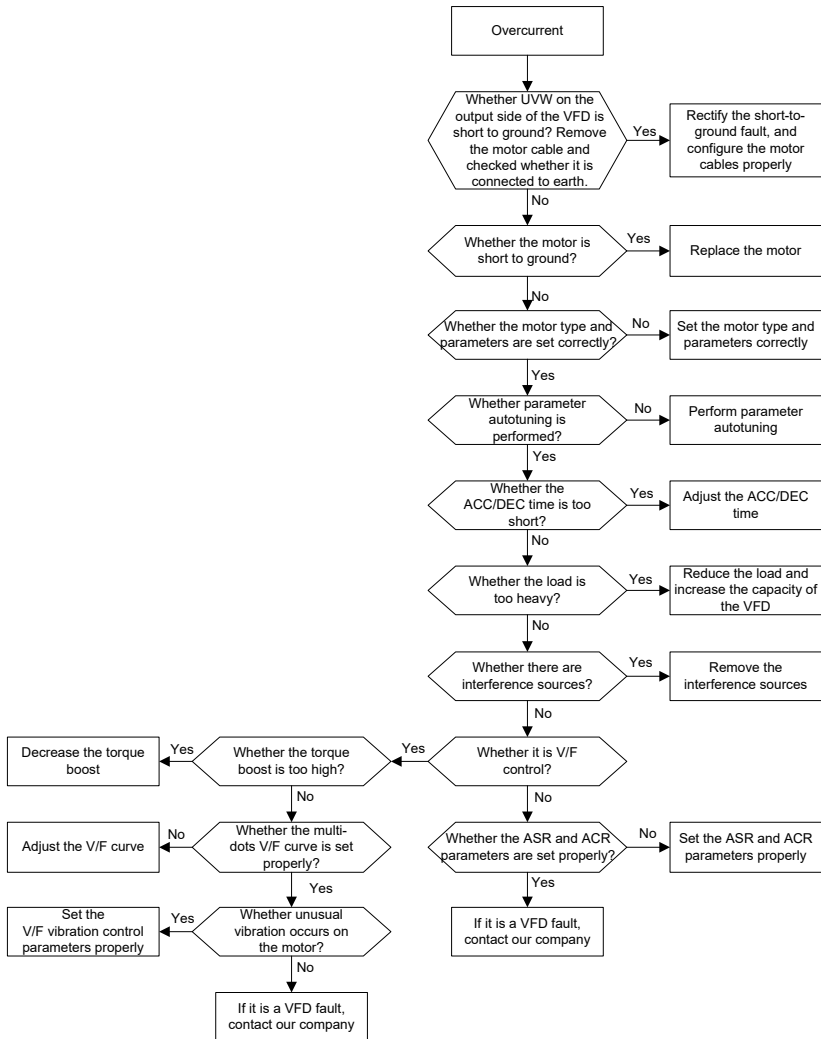 Overcurrent
Whether UVW on the
output side of the VFD is
short to ground? Remove
the motor cable and
checked whether it is
connected to earth.
Yes
Rectify the short-to-
ground fault, and
configure the motor
cables properly
No
Whether the motor is
short to ground?
Yes
Replace the motor
No
Whether the motor type and
parameters are set correctly?
No
Set the motor type and
parameters correctly
Yes
Whether parameter
autotuning is
performed?
No
Perform parameter
autotuning
Yes
Whether the
ACC/DEC time is too
short?
Yes
Adjust the ACC/DEC
time
No
Whether the load is
too heavy?
Yes
Reduce the load and
increase the capacity of
the VFD
No
Whether there are
interference sources?
Yes
Remove the
interference sources
No
Whether it is V/F
control?
Yes
Whether the torque
boost is too high?
Yes
Decrease the torque
boost
No
Whether the multi-
dots V/F curve is set
properly?
No
Adjust the V/F curve
Yes
Whether unusual
vibration occurs on
the motor?
Yes
Set the
V/F vibration control
parameters properly
No
If it is a VFD fault,
contact our company
No
Whether the ASR and ACR
parameters are set properly?
No
Set the ASR and ACR
parameters properly
Yes
If it is a VFD fault,
contact our company